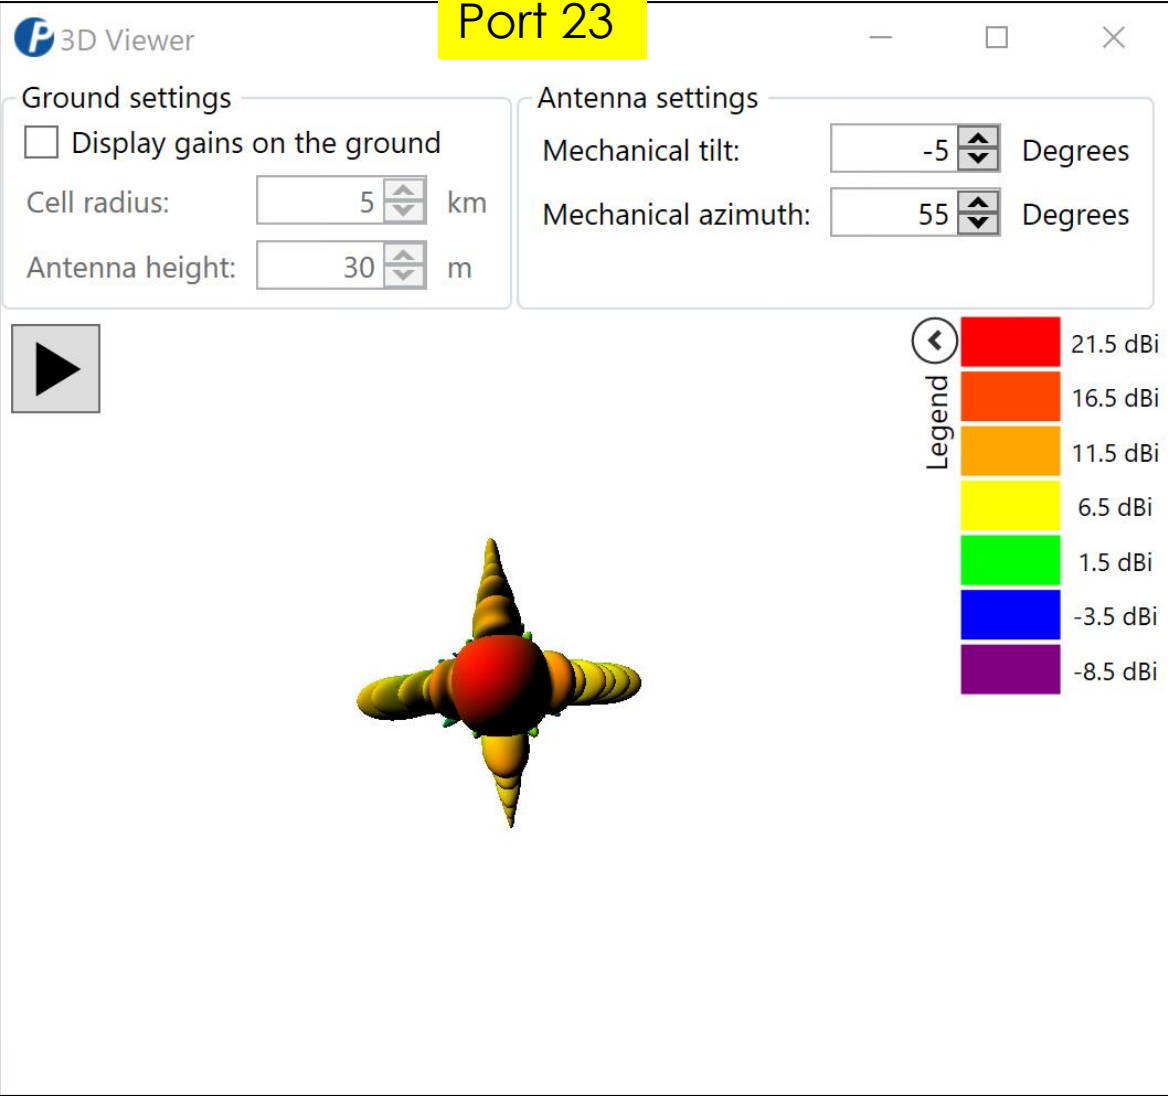 Port 23
3D Viewer
Ground settings
Display gains on the ground
Cell radius: 5 km
Antenna height: 30 m
Antenna settings
Mechanical tilt: -5 Degrees
Mechanical azimuth: 55 Degrees
Legend
21.5 dBi
16.5 dBi
11.5 dBi
6.5 dBi
1.5 dBi
-3.5 dBi
-8.5 dBi